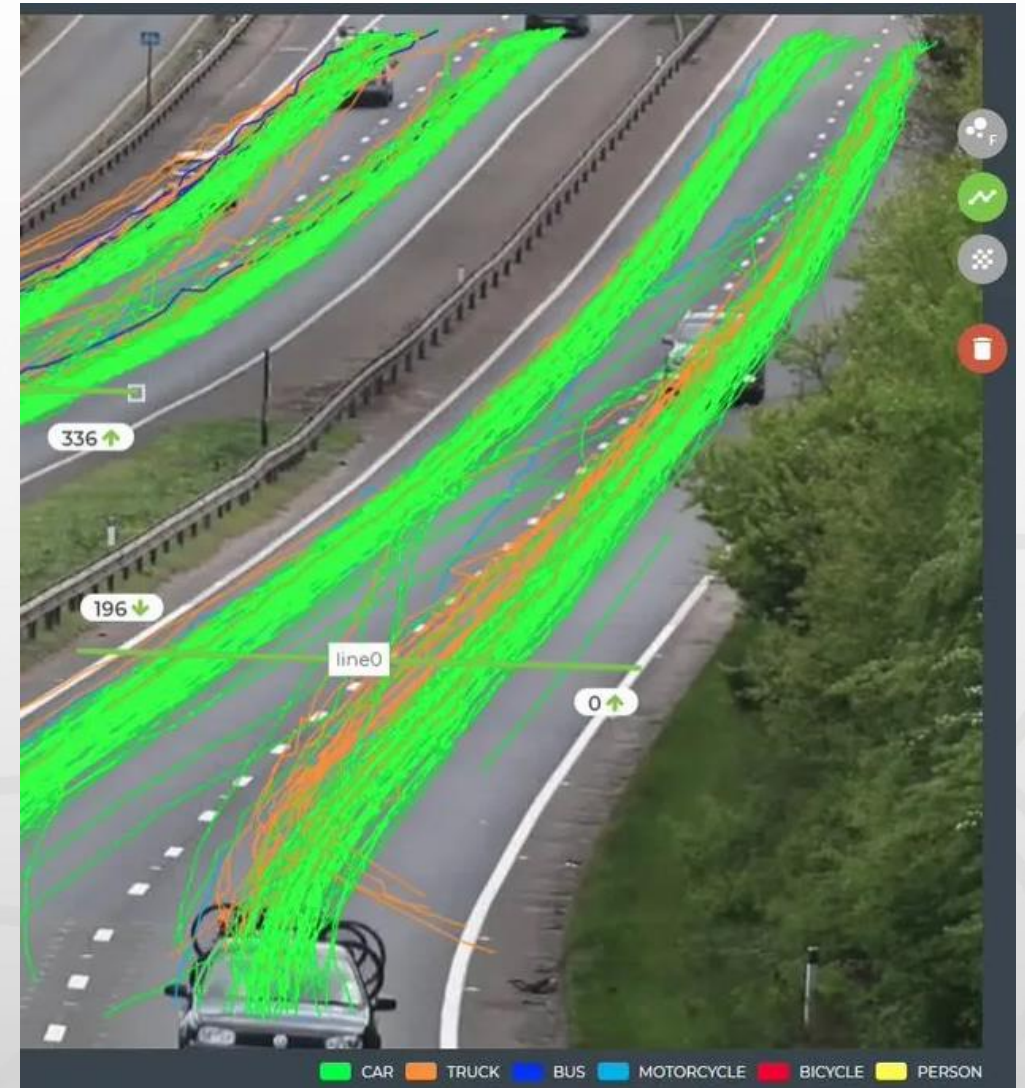 F
336 ↑
196 ↓
line0
0 ↑
CAR TRUCK BUS MOTORCYCLE BICYCLE PERSON